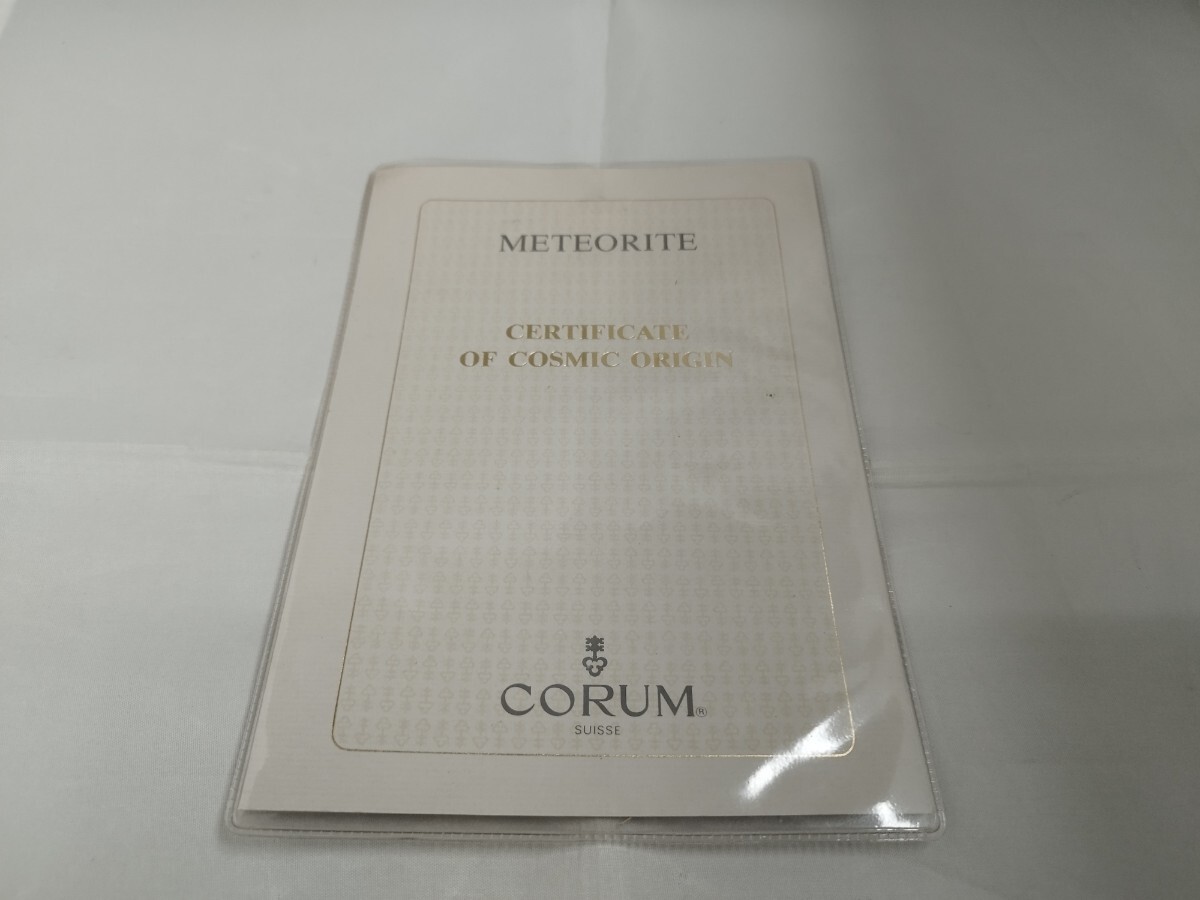 METEORITE
CERTIFICATE
OF COSMIC ORIGIN
CORUM®
SUISSE